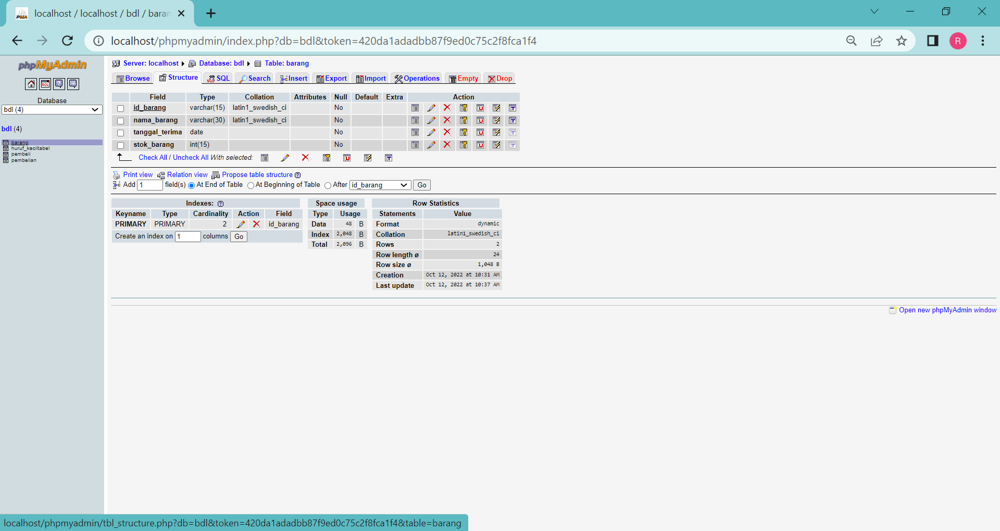 localhost / localhost / bdl / baran
localhost/phpmyadmin/index.php?db=bdl&token=420da1adadbb87f9ed0c75c2f8fca1f4
R
phpMyAdmin
SQL
Database
bdl (4)
bdl (4)
barang
huruf_keciltabel
pembeli
pembelian
Server: localhost Database: bdl Table: barang
Browse Structure SQL Search Insert Export Import Operations Empty Drop
Field Type Collation Attributes Null Default Extra Action
id_barang varchar(15) latin1_swedish_ci No
nama_barang varchar(30) latin1_swedish_ci No
tanggal_terima date No
stok_barang int(15) No
Check All / Uncheck All With selected:
Print view Relation view Propose table structure
Add 1 field(s) At End of Table At Beginning of Table After id_barang Go
Indexes:
Keyname Type Cardinality Action Field
PRIMARY PRIMARY 2 id_barang
Create an index on 1 columns Go
Space usage
Type Usage
Data 48 B
Index 2,048 B
Total 2,096 B
Row Statistics
Statements Value
Format dynamic
Collation latin1_swedish_ci
Rows 2
Row length ø 24
Row size ø 1,048 B
Creation Oct 12, 2022 at 10:31 AM
Last update Oct 12, 2022 at 10:37 AM
Open new phpMyAdmin window
localhost/phpmyadmin/tbl_structure.php?db=bdl&token=420da1adadbb87f9ed0c75c2f8fca1f4&table=barang